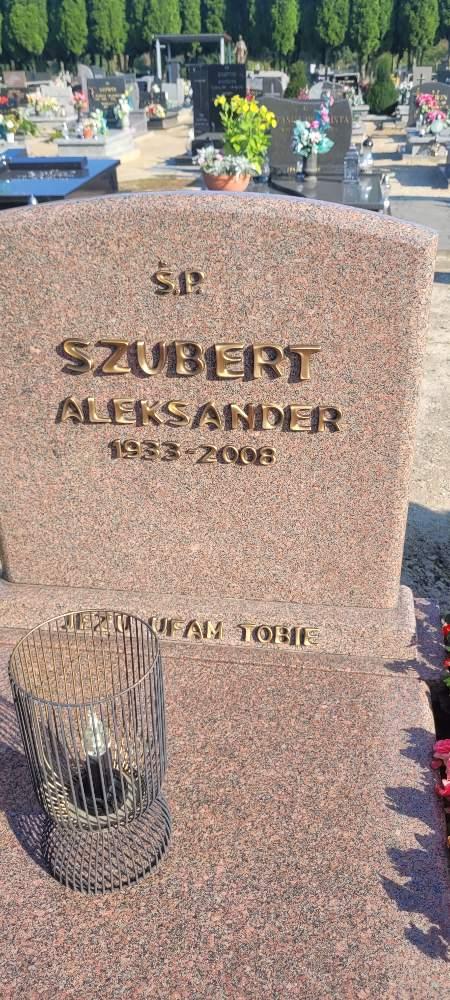 Ś.P.
SZUBERT
ALEKSANDER
1933-2008
JEZU UFAM TOBIE